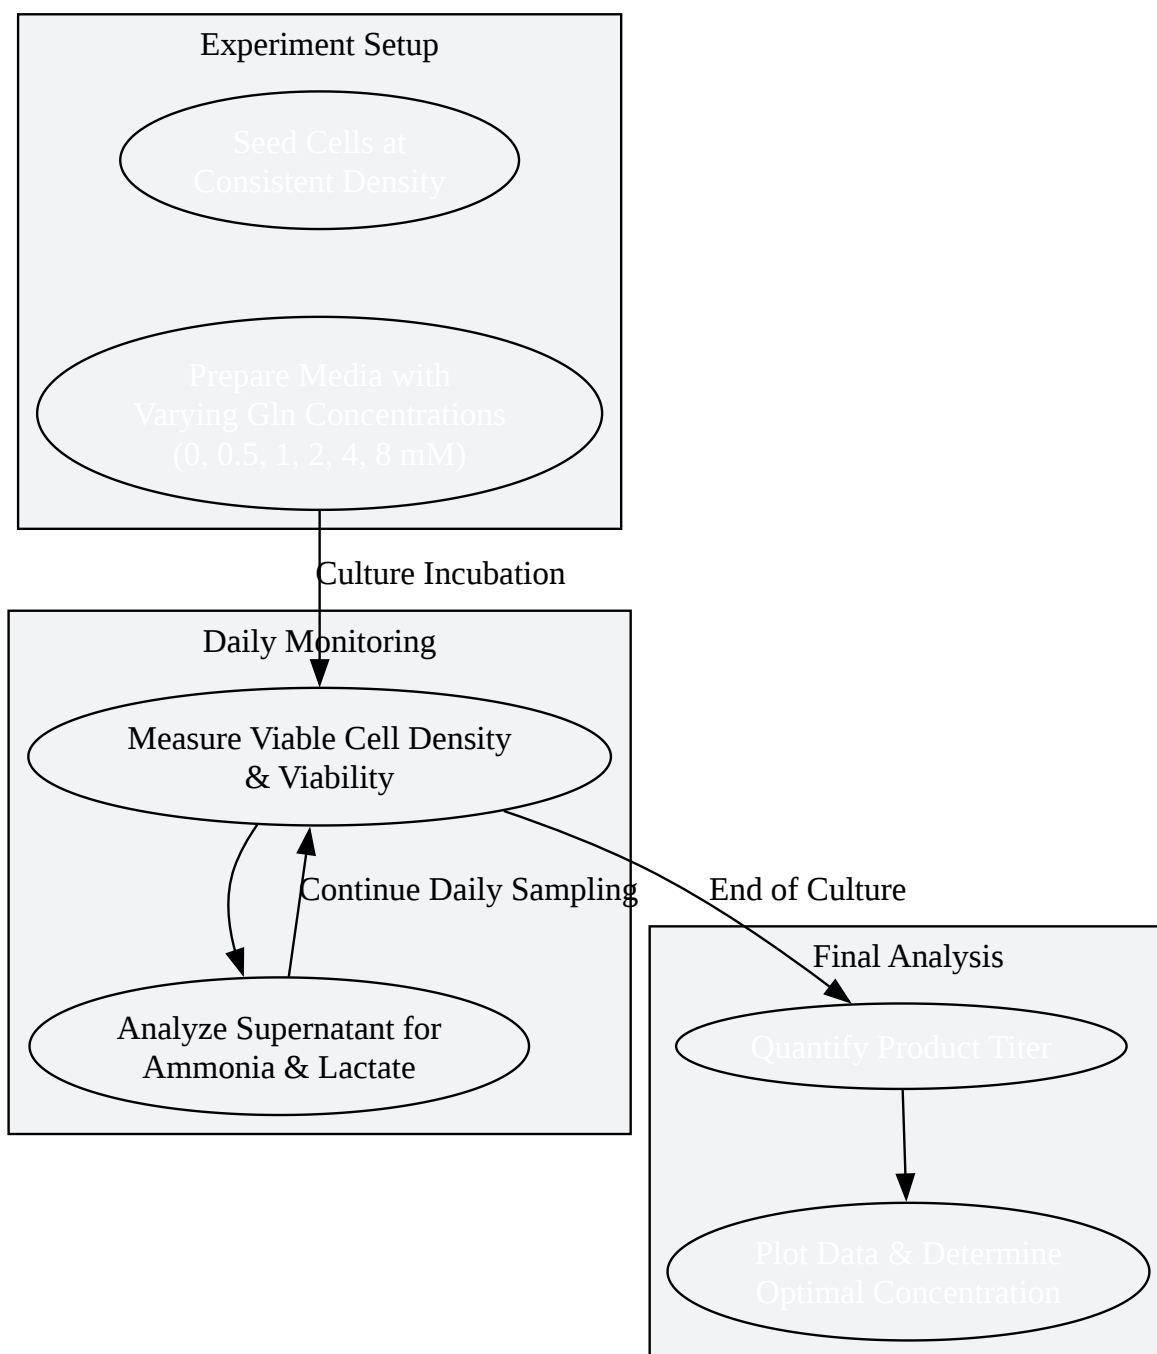 Experiment Setup
Seed Cells at
Consistent Density
Prepare Media with
Varying Gln Concentrations
(0, 0.5, 1, 2, 4, 8 mM)
Culture Incubation
Daily Monitoring
Measure Viable Cell Density
& Viability
Continue Daily Sampling
End of Culture
Analyze Supernatant for
Ammonia & Lactate
Final Analysis
Quantify Product Titer
Plot Data & Determine
Optimal Concentration